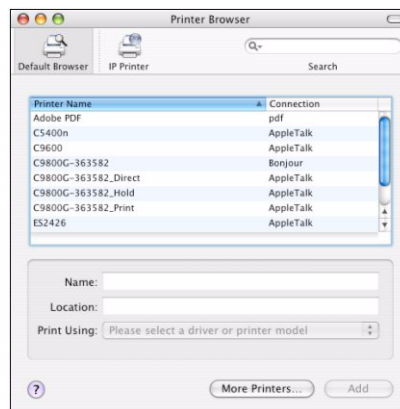 Printer Browser
Default Browser IP Printer Search
Printer Name Connection
Adobe PDF pdf
C5400n AppleTalk
C9600 AppleTalk
C9800G-363582 Bonjour
C9800G-363582_Direct AppleTalk
C9800G-363582_Hold AppleTalk
C9800G-363582_Print AppleTalk
ES2426 AppleTalk
Name:
Location:
Print Using: Please select a driver or printer model
? More Printers... Add